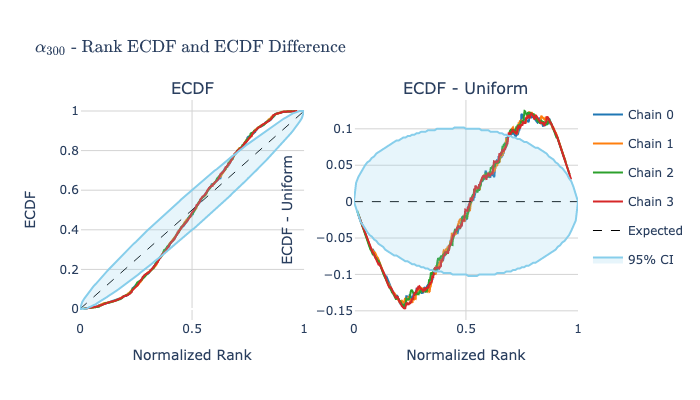 α₃₀₀ - Rank ECDF and ECDF Difference
ECDF
ECDF
1
0.8
0.6
0.4
0.2
0
0
0.5
1
Normalized Rank
ECDF - Uniform
ECDF - Uniform
0.1
0.05
0
−0.05
−0.1
−0.15
0
0.5
1
Normalized Rank
Chain 0
Chain 1
Chain 2
Chain 3
Expected
95% CI